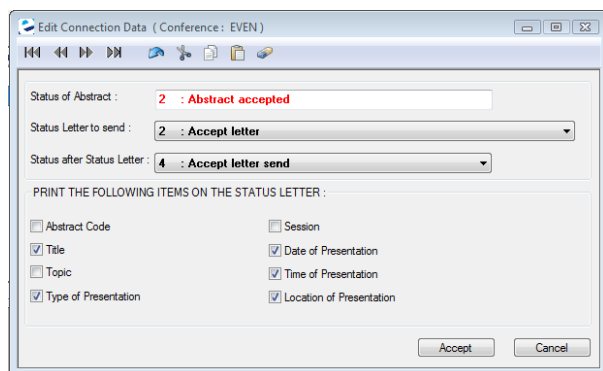 Edit Connection Data ( Conference : EVEN )
Status of Abstract : 2 : Abstract accepted
Status Letter to send : 2 : Accept letter
Status after Status Letter : 4 : Accept letter send
PRINT THE FOLLOWING ITEMS ON THE STATUS LETTER :
Abstract Code Session
Title Date of Presentation
Topic Time of Presentation
Type of Presentation Location of Presentation
Accept Cancel